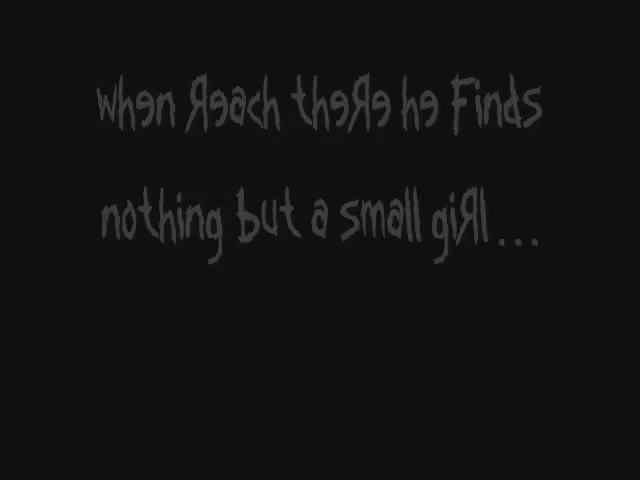 when Reach theRe he Finds
nothing but a small giRl...